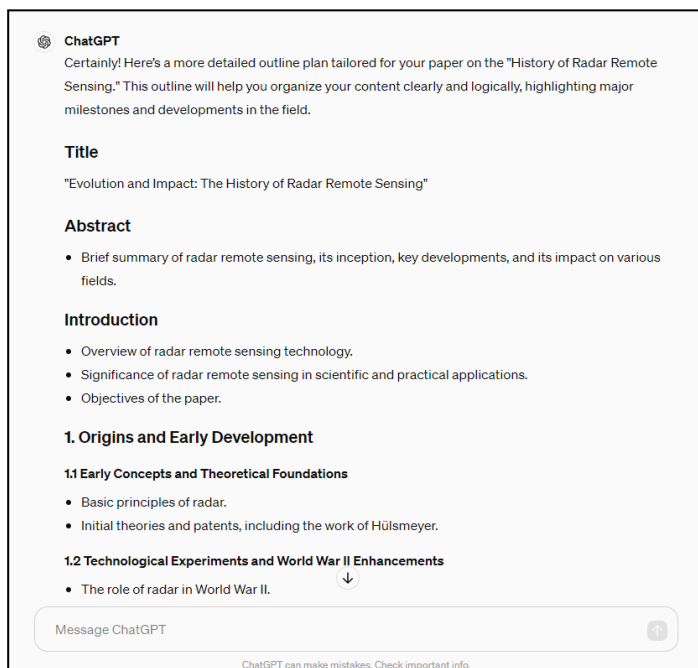 ChatGPT
Certainly! Here's a more detailed outline plan tailored for your paper on the "History of Radar Remote
Sensing." This outline will help you organize your content clearly and logically, highlighting major
milestones and developments in the field.
Title
"Evolution and Impact: The History of Radar Remote Sensing"
Abstract
• Brief summary of radar remote sensing, its inception, key developments, and its impact on various
fields.
Introduction
• Overview of radar remote sensing technology.
• Significance of radar remote sensing in scientific and practical applications.
• Objectives of the paper.
1. Origins and Early Development
1.1 Early Concepts and Theoretical Foundations
• Basic principles of radar.
• Initial theories and patents, including the work of Hülsmeyer.
1.2 Technological Experiments and World War II Enhancements
• The role of radar in World War II.
Message ChatGPT
ChatGPT can make mistakes. Check important info.